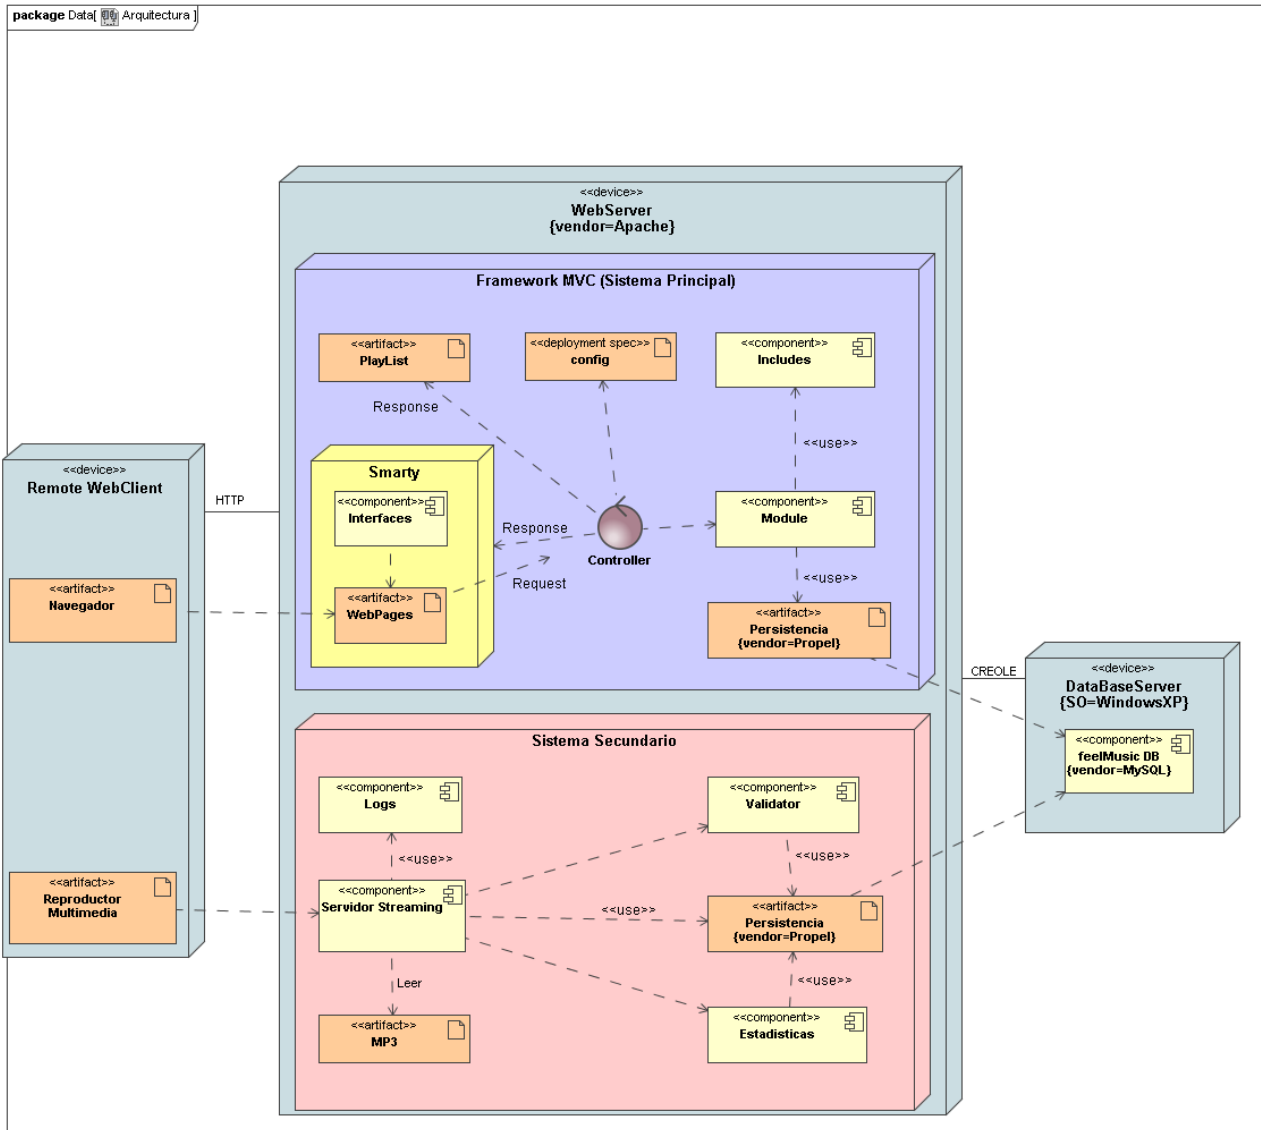 package Data[ Arquitectura ]
<<device>>
WebServer
{vendor=Apache}
Framework MVC (Sistema Principal)
<<artifact>>
PlayList
<<deployment spec>>
config
<<component>>
Includes
Response
<<use>>
Smarty
<<component>>
Interfaces
<<artifact>>
WebPages
Response
Request
Controller
<<component>>
Module
<<use>>
<<artifact>>
Persistencia
{vendor=Propel}
<<device>>
Remote WebClient
HTTP
<<artifact>>
Navegador
<<artifact>>
Reproductor
Multimedia
CREOLE
<<device>>
DataBaseServer
{SO=WindowsXP}
<<component>>
feelMusic DB
{vendor=MySQL}
Sistema Secundario
<<component>>
Logs
<<use>>
<<component>>
Servidor Streaming
Leer
<<artifact>>
MP3
<<component>>
Validator
<<use>>
<<use>>
<<artifact>>
Persistencia
{vendor=Propel}
<<use>>
<<component>>
Estadisticas